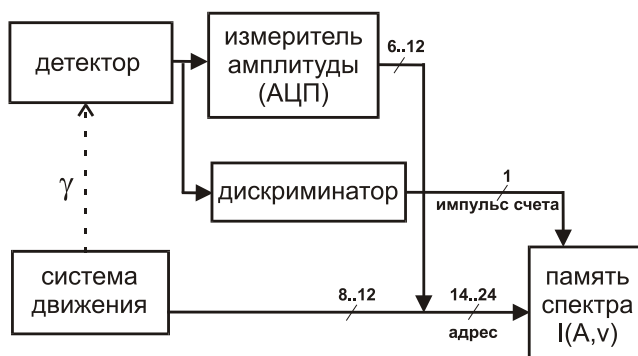 детектор
измеритель
амплитуды
(АЦП)
6..12
γ
дискриминатор
1
импульс счета
система
движения
8..12
14..24
адрес
память
спектра
I(A,v)